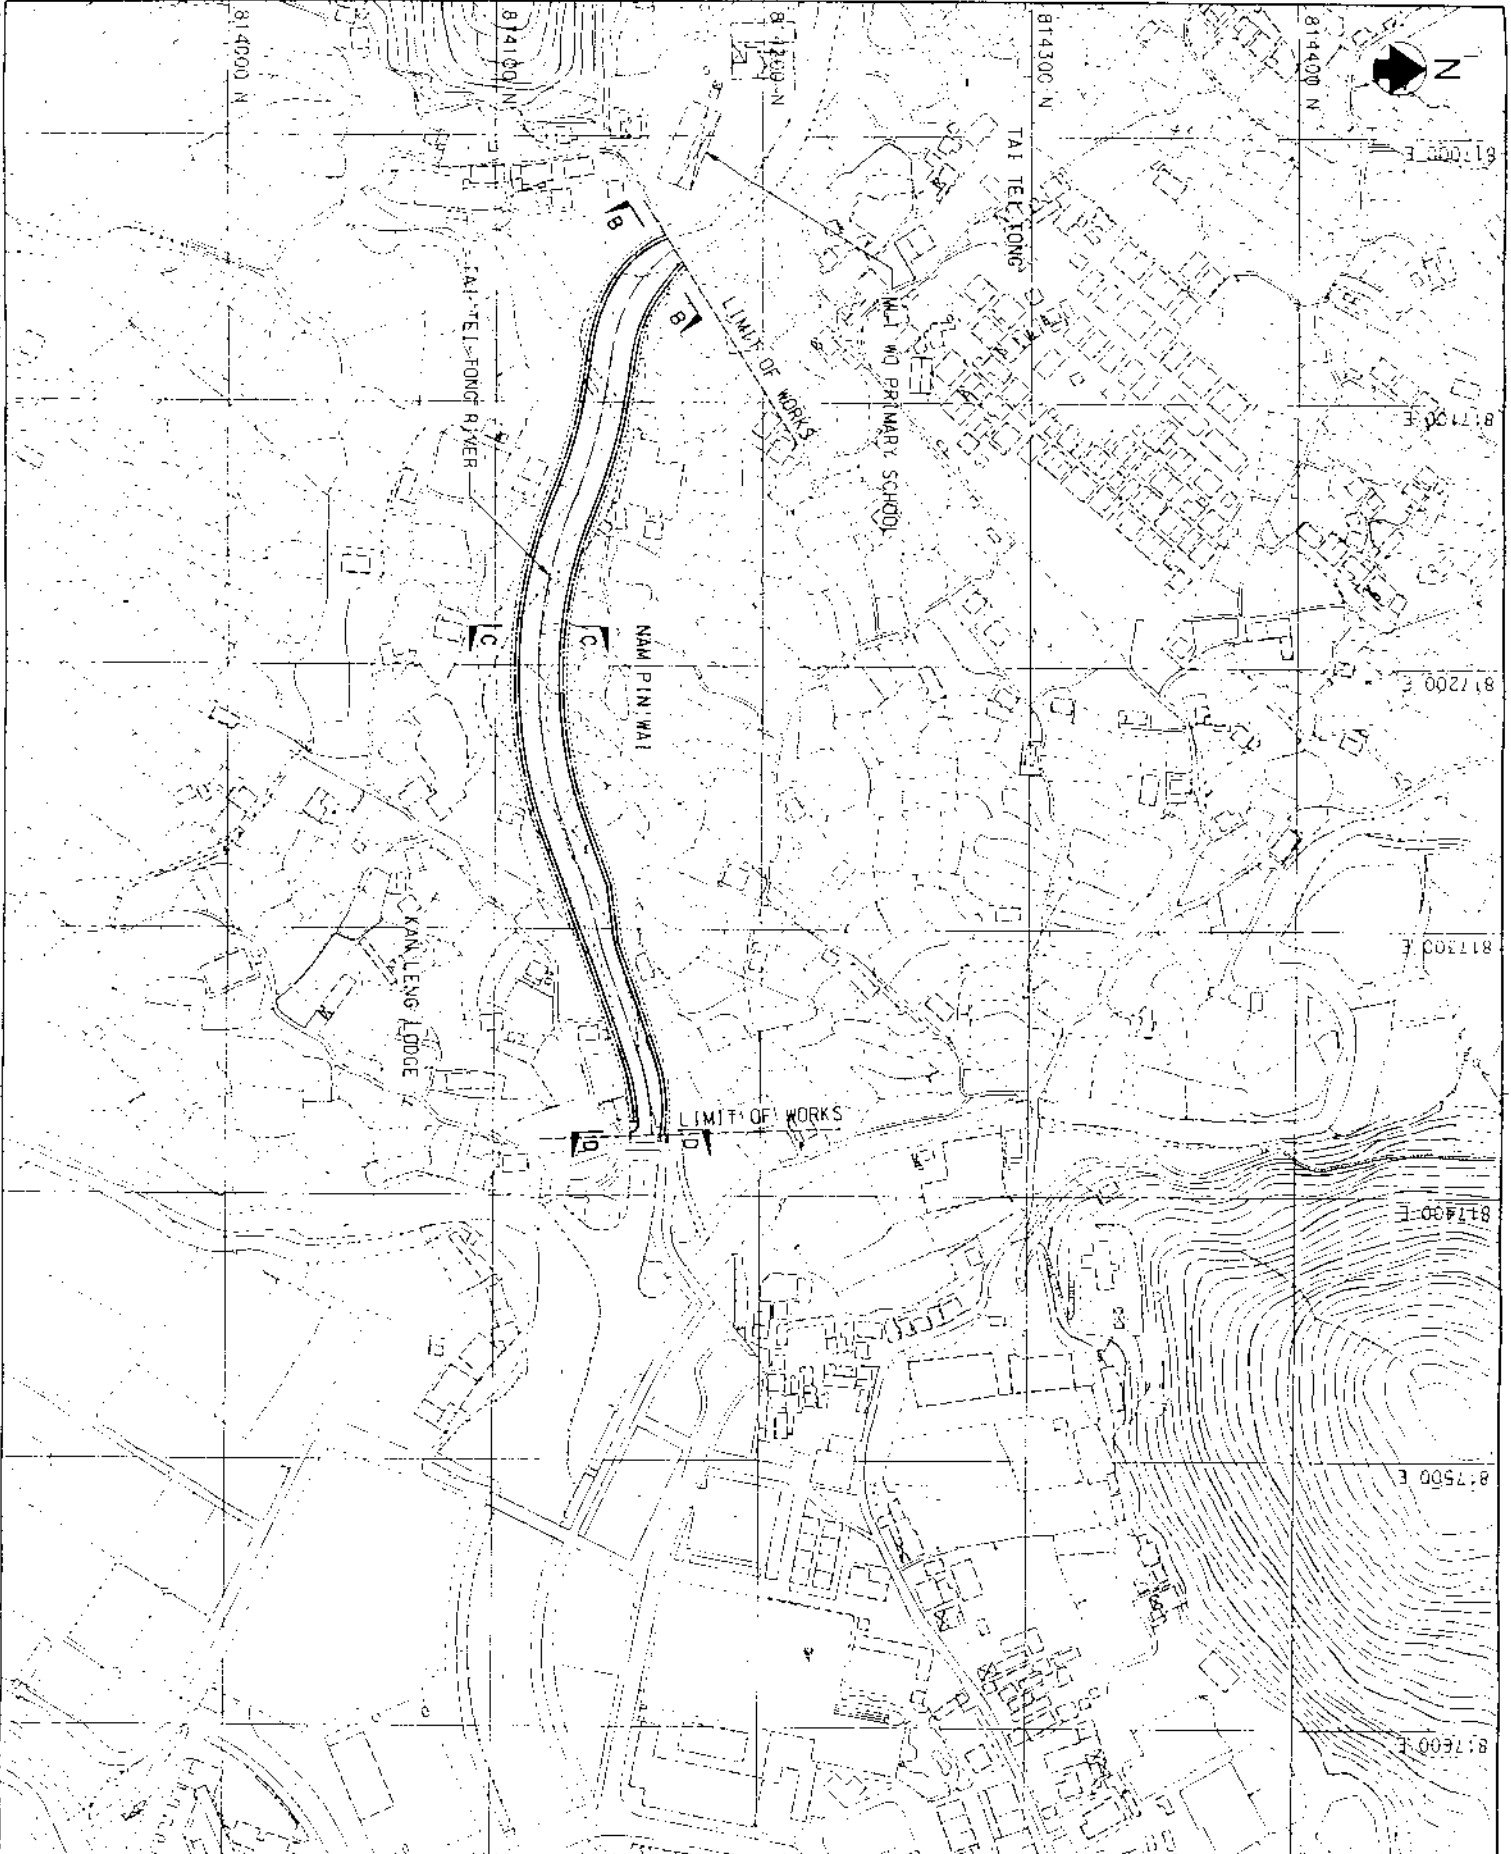 N
814000 N
814100 N
814200 N
814300 N
814400 N
817000 E
817100 E
817200 E
817300 E
817400 E
817500 E
817600 E
TAI TEI TONG
MUI WO PRIMARY SCHOOL
LIMIT OF WORKS
B
B
TAI TEI TONG RIVER
C
C
NAM PIN WAI
KAN LENG LODGE
LIMIT OF WORKS
D
D